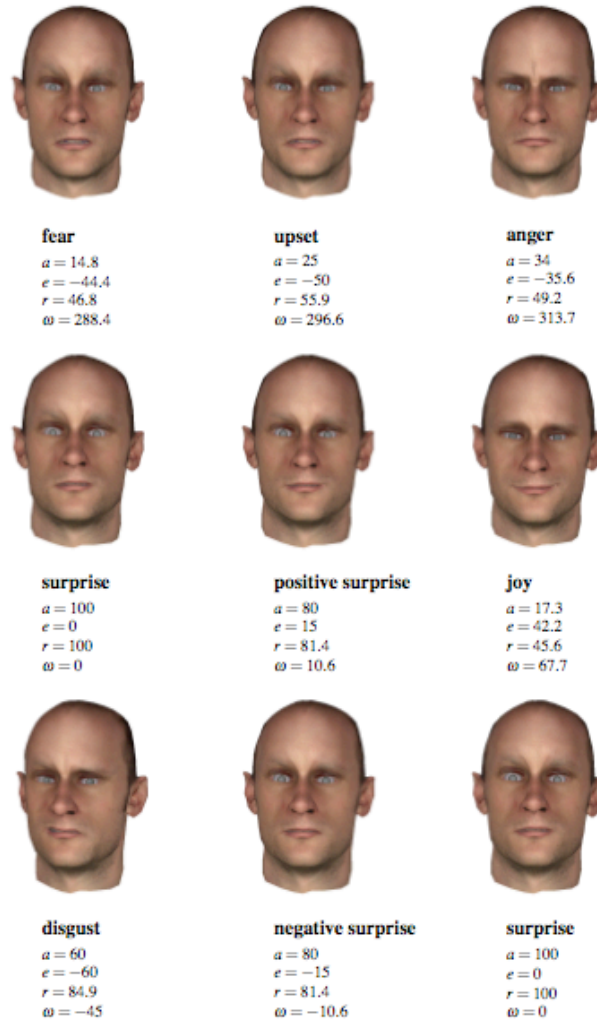 fear
a = 14.8
e = −44.4
r = 46.8
ω = 288.4
upset
a = 25
e = −50
r = 55.9
ω = 296.6
anger
a = 34
e = −35.6
r = 49.2
ω = 313.7
surprise
a = 100
e = 0
r = 100
ω = 0
positive surprise
a = 80
e = 15
r = 81.4
ω = 10.6
joy
a = 17.3
e = 42.2
r = 45.6
ω = 67.7
disgust
a = 60
e = −60
r = 84.9
ω = −45
negative surprise
a = 80
e = −15
r = 81.4
ω = −10.6
surprise
a = 100
e = 0
r = 100
ω = 0